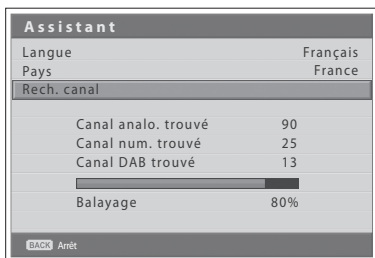 Assistant
Langue Français
Pays France
Rech. canal
Canal analo. trouvé 90
Canal num. trouvé 25
Canal DAB trouvé 13
Balayage 80%
BACK Arrêt